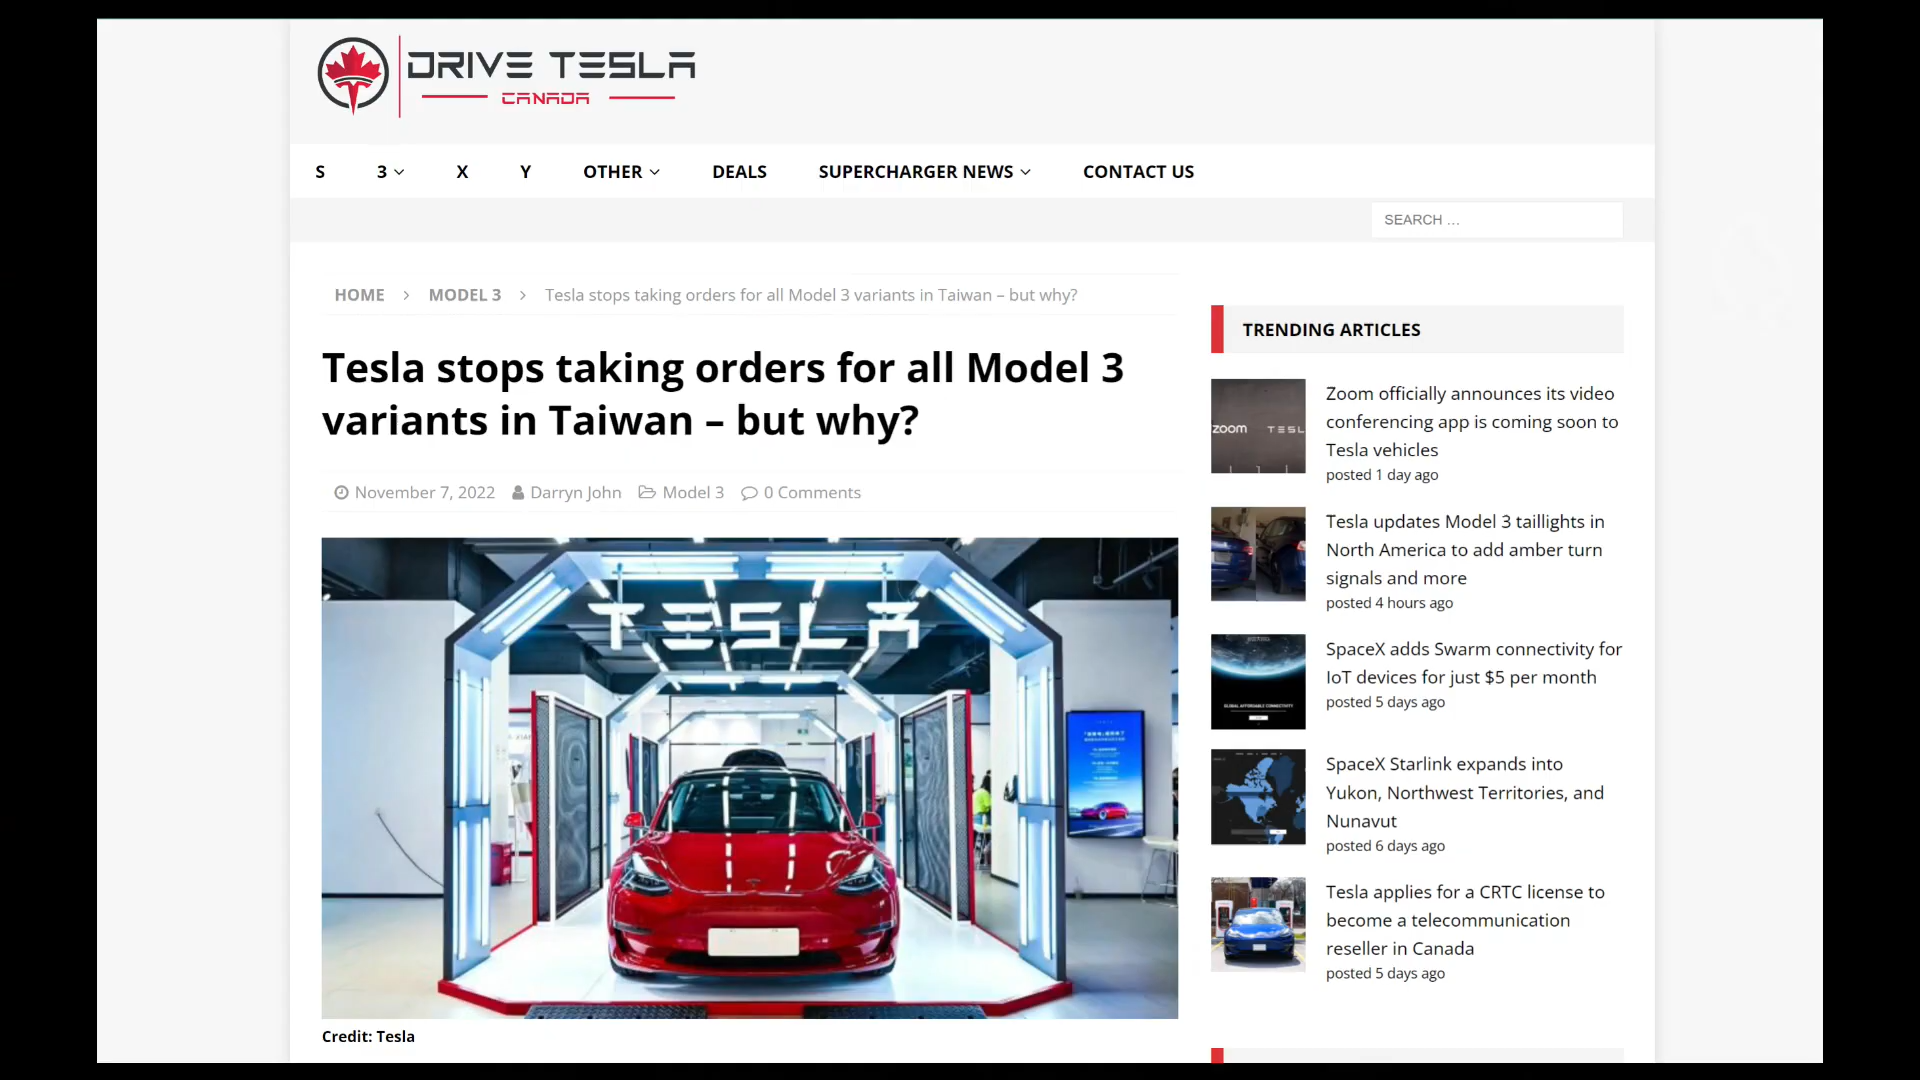 DRIVE TESLA
CANADA
S 3 X Y OTHER DEALS SUPERCHARGER NEWS CONTACT US
SEARCH …
HOME > MODEL 3 > Tesla stops taking orders for all Model 3 variants in Taiwan – but why?
Tesla stops taking orders for all Model 3
variants in Taiwan – but why?
November 7, 2022 Darryn John Model 3 0 Comments
TESLA
Credit: Tesla
TRENDING ARTICLES
zoom TESL
Zoom officially announces its video
conferencing app is coming soon to
Tesla vehicles
posted 1 day ago
Tesla updates Model 3 taillights in
North America to add amber turn
signals and more
posted 4 hours ago
SpaceX adds Swarm connectivity for
IoT devices for just $5 per month
posted 5 days ago
GLOBAL AFFORDABLE CONNECTIVITY
SpaceX Starlink expands into
Yukon, Northwest Territories, and
Nunavut
posted 6 days ago
Tesla applies for a CRTC license to
become a telecommunication
reseller in Canada
posted 5 days ago